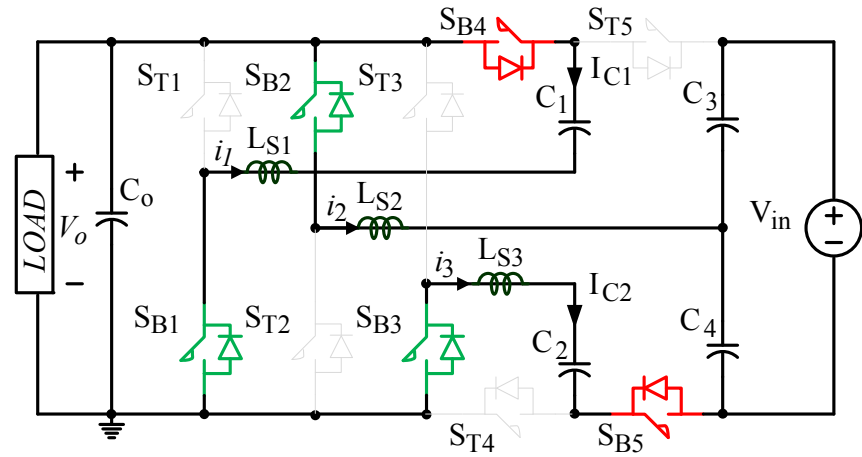 S_B4 S_T5
S_T1 S_B2 S_T3 I_C1
C_1 C_3
L_S1
i_1
LOAD + V_o − C_o
i_2 L_S2 V_in + −
i_3 L_S3
I_C2
S_B1 S_T2 S_B3 C_2 C_4
S_T4 S_B5